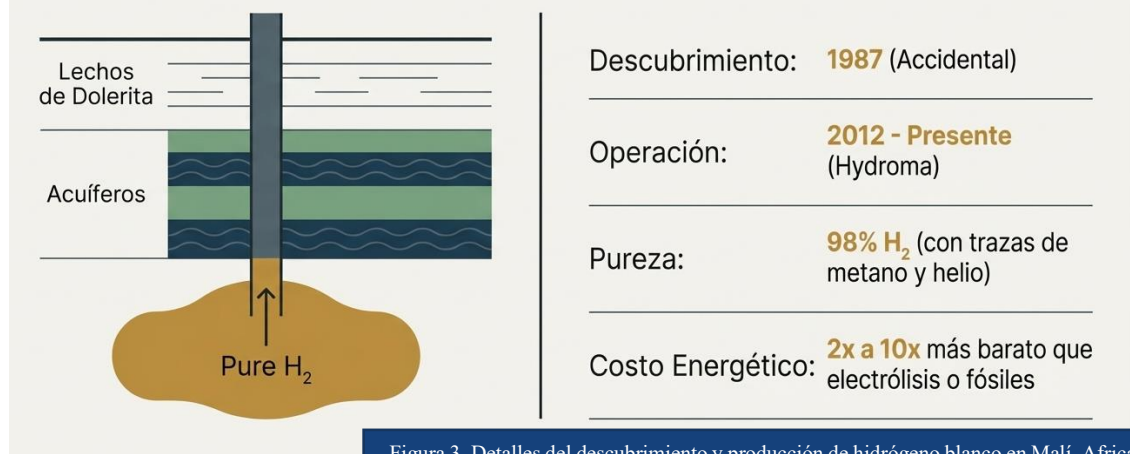 Lechos
de Dolerita
Acuíferos
Pure H₂
Descubrimiento: 1987 (Accidental)
Operación: 2012 - Presente
(Hydroma)
Pureza: 98% H₂ (con trazas de
metano y helio)
Costo Energético: 2x a 10x más barato que
electrólisis o fósiles
Figura 3. Detalles del descubrimiento y producción de hidrógeno blanco en Malí, Africa